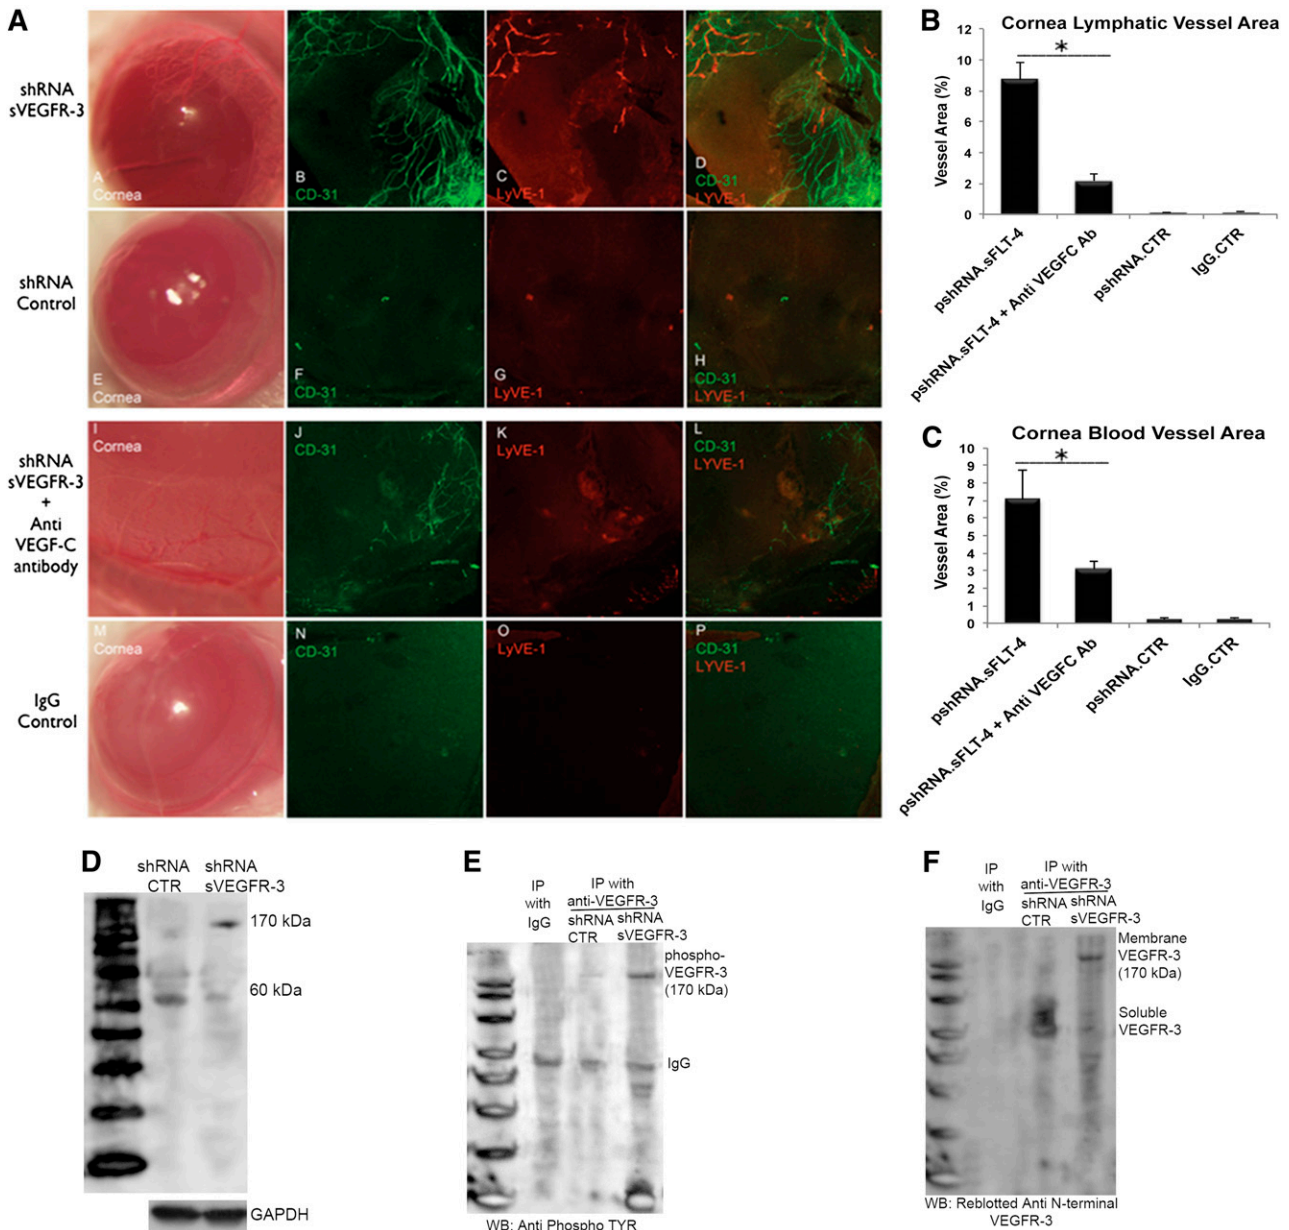 A
shRNA
sVEGFR-3
A
Cornea
B
CD-31
C
LyVE-1
D
CD-31
LYVE-1
shRNA
Control
E
Cornea
F
CD-31
G
LyVE-1
H
CD-31
LYVE-1
shRNA
sVEGFR-3
+
Anti
VEGF-C
antibody
I
Cornea
J
CD-31
K
LyVE-1
L
CD-31
LYVE-1
IgG
Control
M
Cornea
N
CD-31
O
LyVE-1
P
CD-31
LYVE-1
B
Cornea Lymphatic Vessel Area
Vessel Area (%)
12
10
8
6
4
2
0
*
pshRNA.sFLT-4
pshRNA.sFLT-4 + Anti VEGFC Ab
pshRNA.CTR
IgG.CTR
C
Cornea Blood Vessel Area
Vessel Area (%)
10
9
8
7
6
5
4
3
2
1
0
*
pshRNA.sFLT-4
pshRNA.sFLT-4 + Anti VEGFC Ab
pshRNA.CTR
IgG.CTR
D
shRNA
CTR
shRNA
sVEGFR-3
170 kDa
60 kDa
GAPDH
E
IP
with
IgG
IP with
anti-VEGFR-3
shRNA
CTR
shRNA
sVEGFR-3
phospho-
VEGFR-3
(170 kDa)
IgG
WB: Anti Phospho TYR
F
IP
with
IgG
IP with
anti-VEGFR-3
shRNA
CTR
shRNA
sVEGFR-3
Membrane
VEGFR-3
(170 kDa)
Soluble
VEGFR-3
WB: Reblotted Anti N-terminal
VEGFR-3